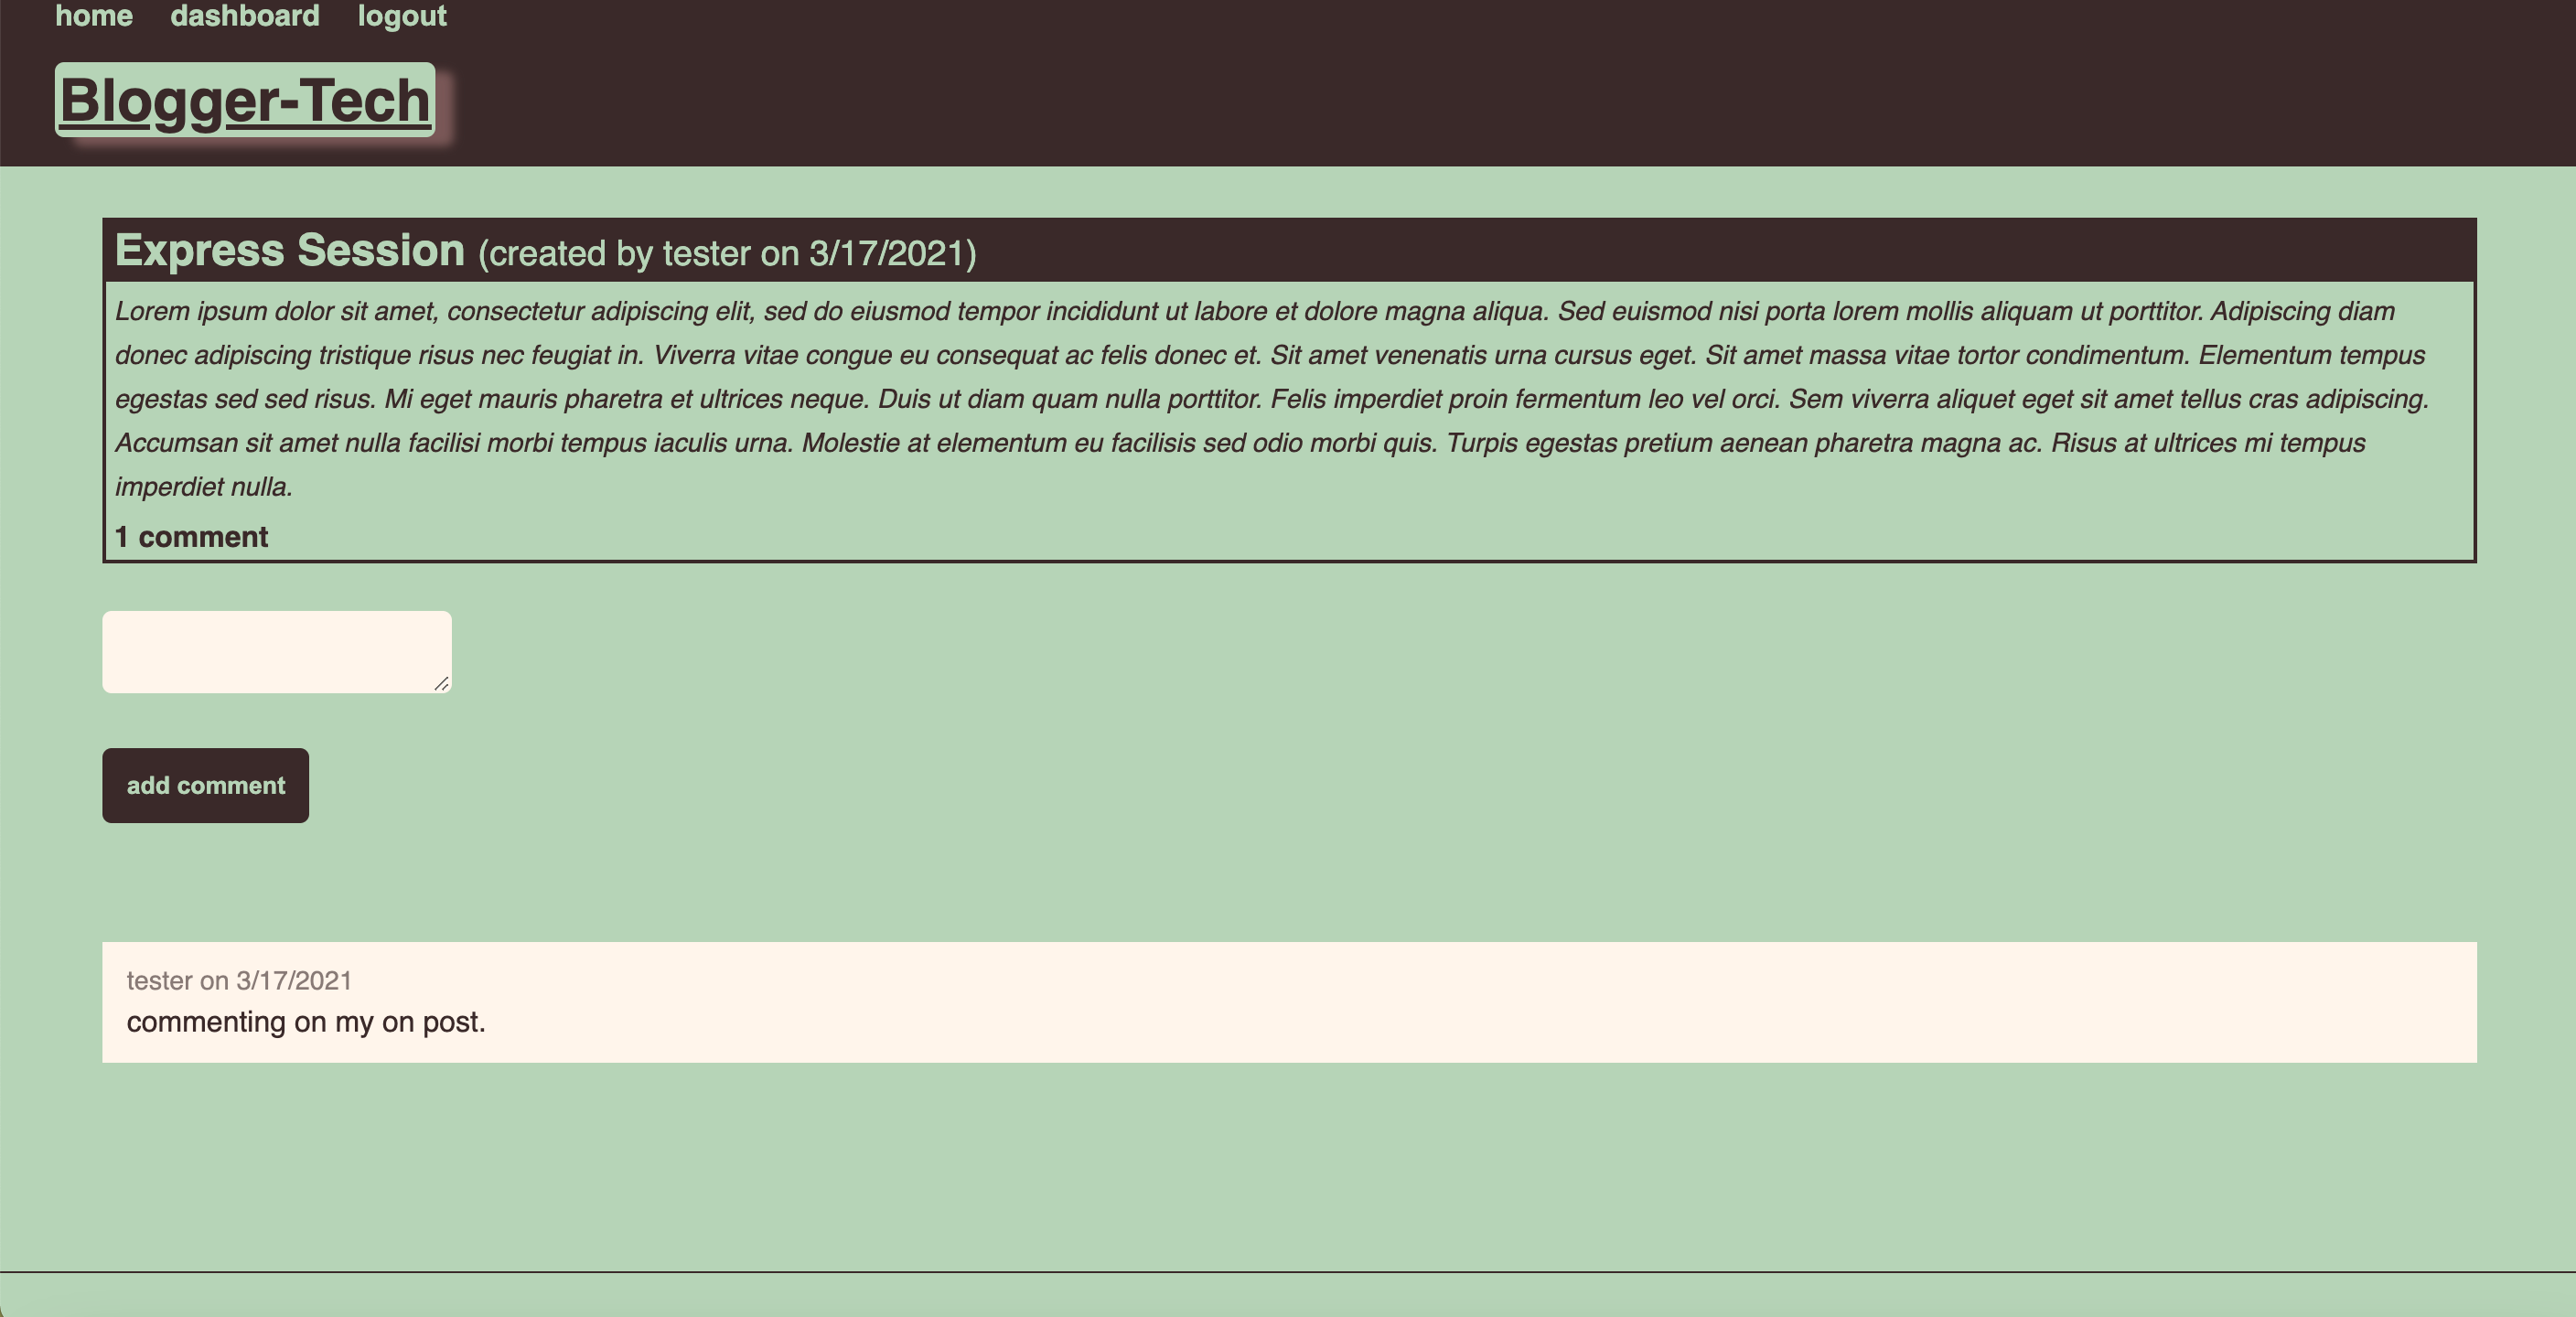 home dashboard logout
Blogger-Tech
Express Session (created by tester on 3/17/2021)
Lorem ipsum dolor sit amet, consectetur adipiscing elit, sed do eiusmod tempor incididunt ut labore et dolore magna aliqua. Sed euismod nisi porta lorem mollis aliquam ut porttitor. Adipiscing diam
donec adipiscing tristique risus nec feugiat in. Viverra vitae congue eu consequat ac felis donec et. Sit amet venenatis urna cursus eget. Sit amet massa vitae tortor condimentum. Elementum tempus
egestas sed sed risus. Mi eget mauris pharetra et ultrices neque. Duis ut diam quam nulla porttitor. Felis imperdiet proin fermentum leo vel orci. Sem viverra aliquet eget sit amet tellus cras adipiscing.
Accumsan sit amet nulla facilisi morbi tempus iaculis urna. Molestie at elementum eu facilisis sed odio morbi quis. Turpis egestas pretium aenean pharetra magna ac. Risus at ultrices mi tempus
imperdiet nulla.
1 comment
add comment
tester on 3/17/2021
commenting on my on post.